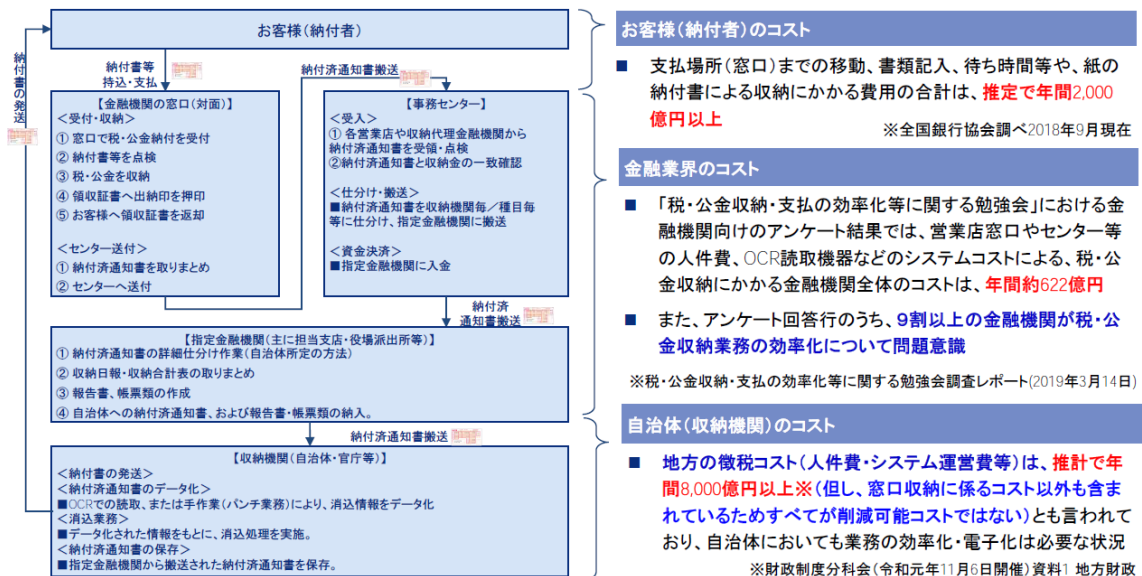 お客様（納付者）
納付書の発送
納付書等
持込・支払
納付済通知書搬送
【金融機関の窓口（対面）】
＜受付・収納＞
① 窓口で税・公金納付を受付
② 納付書等を点検
③ 税・公金を収納
④ 領収証書へ出納印を押印
⑤ お客様へ領収証書を返却
＜センター送付＞
① 納付済通知書を取りまとめ
② センターへ送付
【事務センター】
＜受入＞
① 各営業店や収納代理金融機関から
納付済通知書を受領・点検
②納付済通知書と収納金の一致確認
＜仕分け・搬送＞
■納付済通知書を収納機関毎／種目毎
等に仕分け、指定金融機関に搬送
＜資金決済＞
■指定金融機関に入金
納付済
通知書搬送
【指定金融機関（主に担当支店・役場派出所等）】
① 納付済通知書の詳細仕分け作業（自治体所定の方法）
② 収納日報・収納合計表の取りまとめ
③ 報告書、帳票類の作成
④ 自治体への納付済通知書、および報告書・帳票類の納入。
納付済通知書搬送
【収納機関（自治体・官庁等）】
＜納付書の発送＞
＜納付済通知書のデータ化＞
■OCRでの読取、または手作業（パンチ業務）により、消込情報をデータ化
＜消込業務＞
■データ化された情報をもとに、消込処理を実施。
＜納付済通知書の保存＞
■指定金融機関から搬送された納付済通知書を保存。
お客様（納付者）のコスト
■ 支払場所（窓口）までの移動、書類記入、待ち時間等や、紙の
納付書による収納にかかる費用の合計は、推定で年間2,000
億円以上
※全国銀行協会調べ2018年9月現在
金融業界のコスト
■ 「税・公金収納・支払の効率化等に関する勉強会」における金
融機関向けのアンケート結果では、営業店窓口やセンター等
の人件費、OCR読取機器などのシステムコストによる、税・公
金収納にかかる金融機関全体のコストは、年間約622億円
■ また、アンケート回答行のうち、９割以上の金融機関が税・公
金収納業務の効率化について問題意識
※税・公金収納・支払の効率化等に関する勉強会調査レポート(2019年3月14日)
自治体（収納機関）のコスト
■ 地方の徴税コスト（人件費・システム運営費等）は、推計で年
間8,000億円以上※（但し、窓口収納に係るコスト以外も含ま
れているためすべてが削減可能コストではない）とも言われて
おり、自治体においても業務の効率化・電子化は必要な状況
※財政制度分科会（令和元年11月6日開催）資料1 地方財政